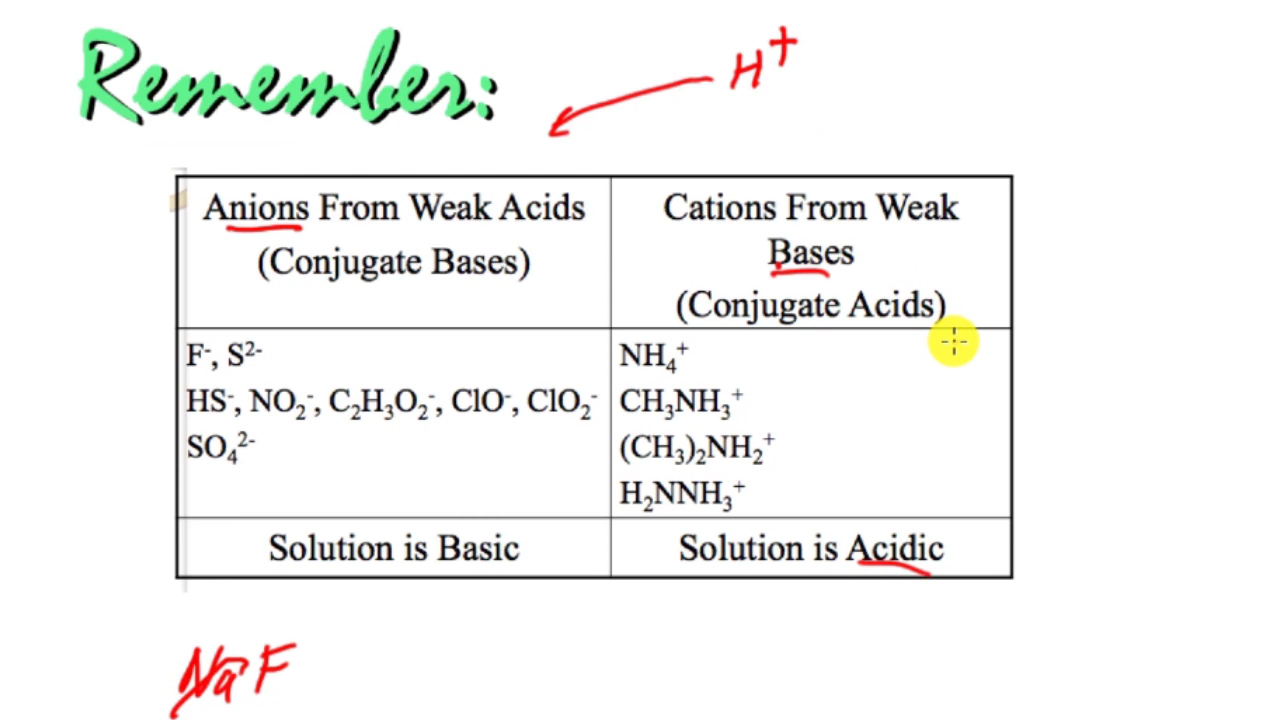 Remember:
H⁺
Anions From Weak Acids
(Conjugate Bases)
Cations From Weak
Bases
(Conjugate Acids)
F⁻, S²⁻
HS⁻, NO₂⁻, C₂H₃O₂⁻, ClO⁻, ClO₂⁻
SO₄²⁻
NH₄⁺
CH₃NH₃⁺
(CH₃)₂NH₂⁺
H₂NNH₃⁺
Solution is Basic
Solution is Acidic
NaF